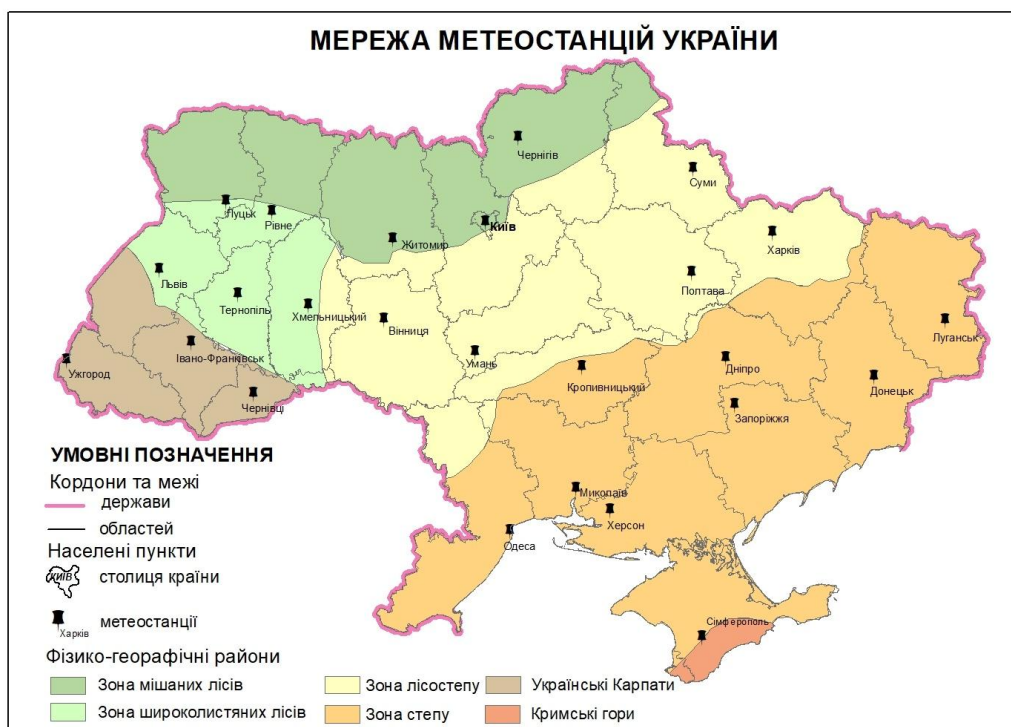 МЕРЕЖА МЕТЕОСТАНЦІЙ УКРАЇНИ
Чернігів
Суми
Луцьк
Рівне
Київ
Житомир
Харків
Львів
Полтава
Тернопіль
Хмельницький
Вінниця
Луганськ
Івано-Франківськ
Умань
Ужгород
Дніпро
Кропивницький
Донецьк
Чернівці
Запоріжжя
Миколаїв
Херсон
Одеса
Сімферополь
УМОВНІ ПОЗНАЧЕННЯ
Кордони та межі
держави
областей
Населені пункти
КИЇВ столиця країни
метеостанції
Харків
Фізико-георафічні райони
Зона мішаних лісів
Зона лісостепу
Українські Карпати
Зона широколистяних лісів
Зона степу
Кримські гори